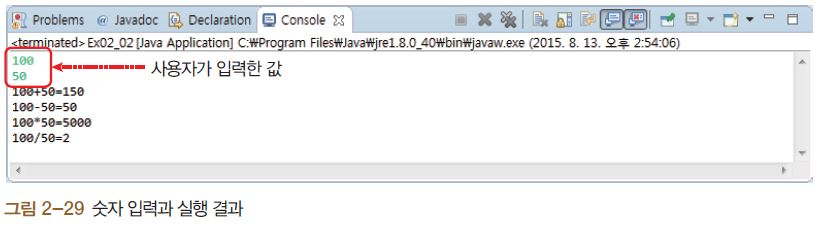 Problems @ Javadoc Declaration Console
<terminated> Ex02_02 [Java Application] C:₩Program Files₩Java₩jre1.8.0_40₩bin₩javaw.exe (2015. 8. 13. 오후 2:54:06)
100
50
사용자가 입력한 값
100+50=150
100-50=50
100*50=5000
100/50=2
그림 2-29 숫자 입력과 실행 결과